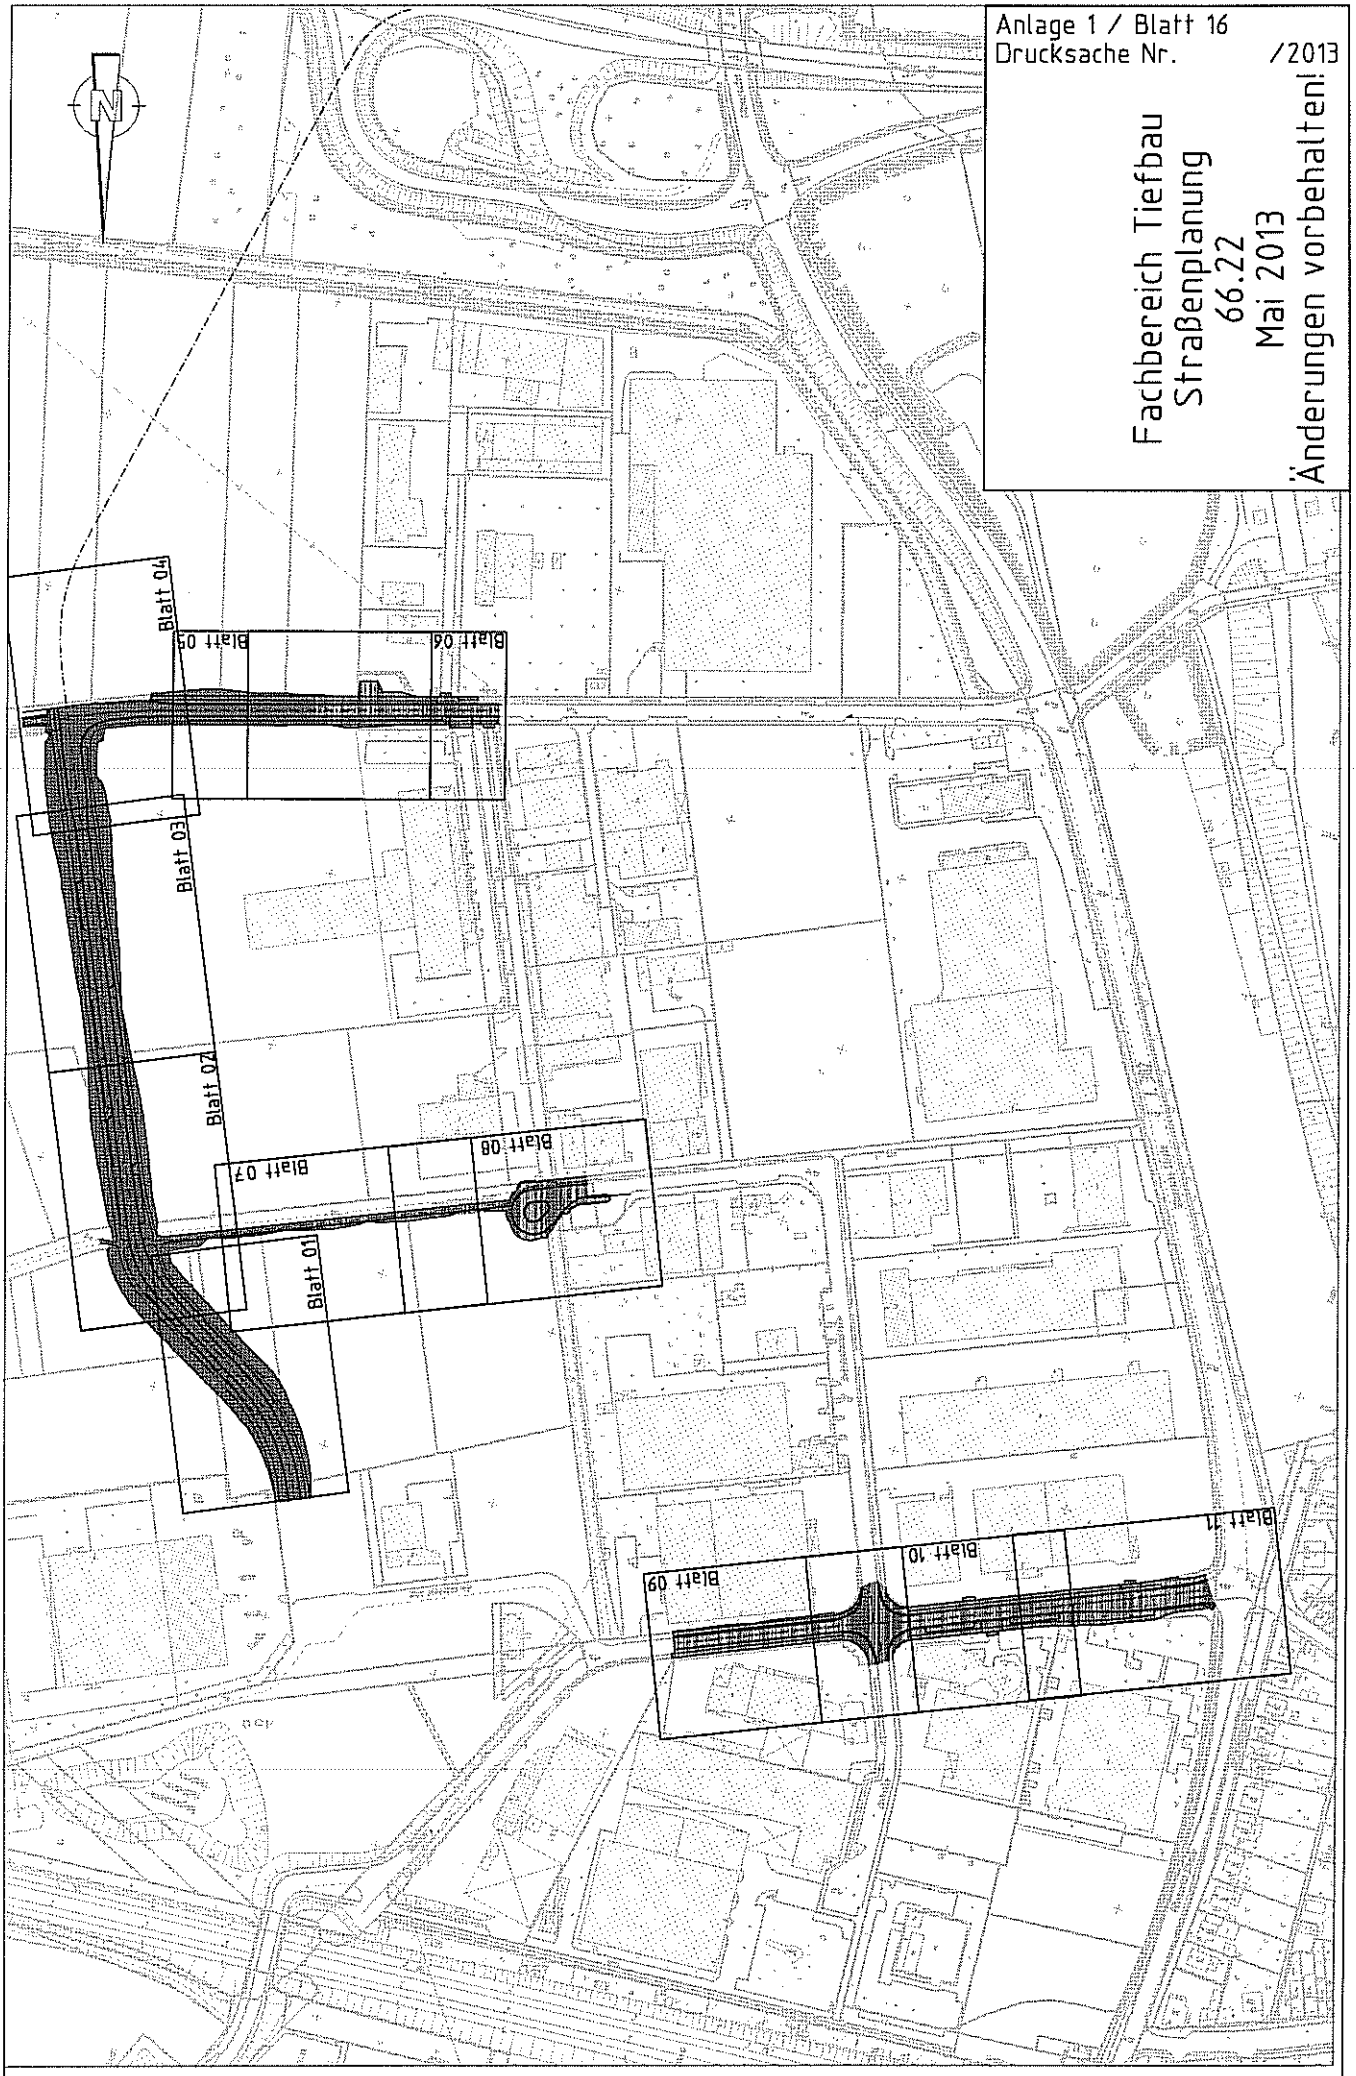 Anlage 1 / Blatt 16
Drucksache Nr. /2013
Fachbereich Tiefbau
Straßenplanung
66.22
Mai 2013
Änderungen vorbehalten!
N
Blatt 04
Blatt 05
Blatt 06
Blatt 03
Blatt 02
Blatt 07
Blatt 08
Blatt 01
Blatt 09
Blatt 10
Blatt 11